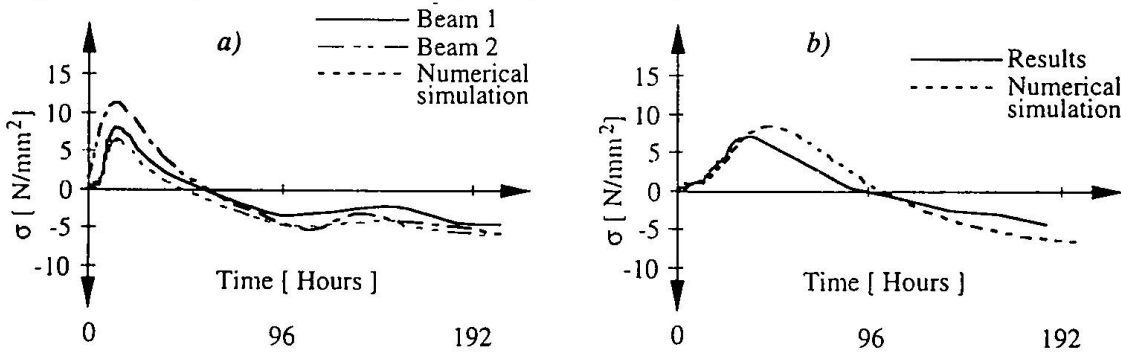 a)
Beam 1
Beam 2
Numerical
simulation
15
10
5
0
-5
-10
σ [ N/mm²]
Time [ Hours ]
0 96 192
b)
Results
Numerical
simulation
15
10
5
0
-5
-10
σ [ N/mm²]
Time [ Hours ]
0 96 192